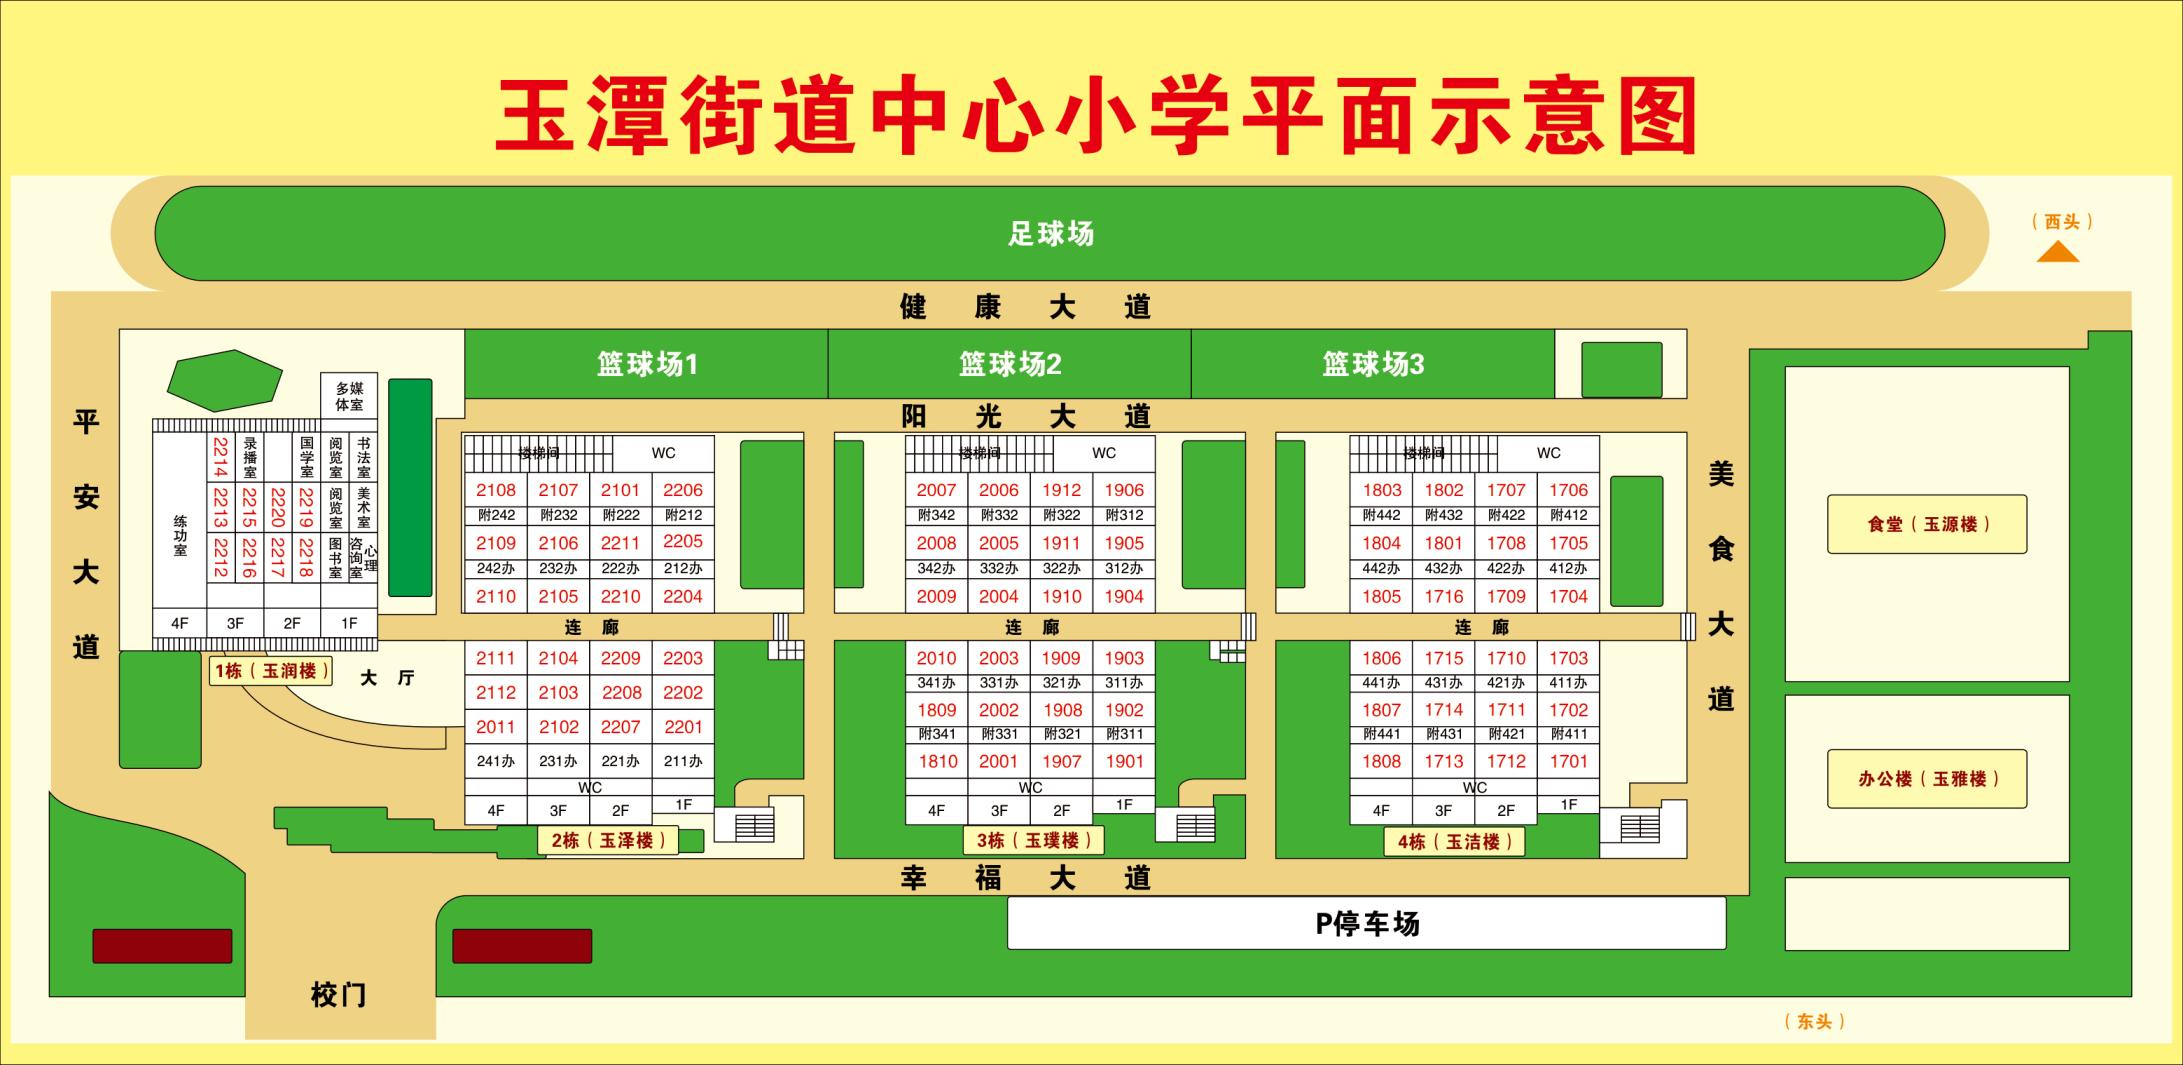 玉潭街道中心小学平面示意图
足球场
（西头）
健康大道
篮球场1 篮球场2 篮球场3
阳光大道
平安大道
美食大道
多媒体室
2214 录播室 国学室 阅览室 书法室
练功室
2213 2215 2220 2219 阅览室 美术室
2212 2216 2217 2218 图书室 心理咨询室
4F 3F 2F 1F
1栋（玉润楼）
大厅
楼梯间 WC
2108 2107 2101 2206
附242 附232 附222 附212
2109 2106 2211 2205
242办 232办 222办 212办
2110 2105 2210 2204
连廊
2111 2104 2209 2203
2112 2103 2208 2202
2011 2102 2207 2201
241办 231办 221办 211办
WC
4F 3F 2F 1F
2栋（玉泽楼）
楼梯间 WC
2007 2006 1912 1906
附342 附332 附322 附312
2008 2005 1911 1905
342办 332办 322办 312办
2009 2004 1910 1904
连廊
2010 2003 1909 1903
341办 331办 321办 311办
1809 2002 1908 1902
附341 附331 附321 附311
1810 2001 1907 1901
WC
4F 3F 2F 1F
3栋（玉璞楼）
楼梯间 WC
1803 1802 1707 1706
附442 附432 附422 附412
1804 1801 1708 1705
442办 432办 422办 412办
1805 1716 1709 1704
连廊
1806 1715 1710 1703
441办 431办 421办 411办
1807 1714 1711 1702
附441 附431 附421 附411
1808 1713 1712 1701
WC
4F 3F 2F 1F
4栋（玉洁楼）
食堂（玉源楼）
办公楼（玉雅楼）
幸福大道
P停车场
校门
（东头）